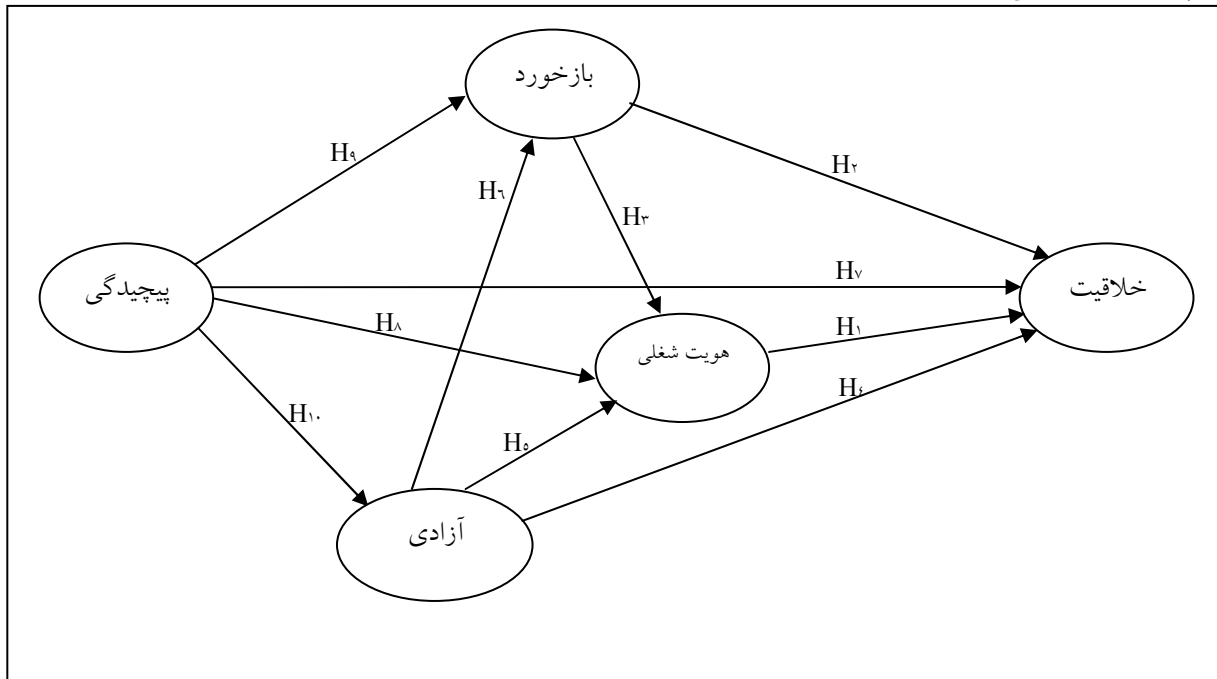 بازخورد
H۹
H۲
H۶
H۳
پیچیدگی
H۷
خلاقیت
H۸
H۱
هویت شغلی
H۴
H۱۰
H۵
آزادی